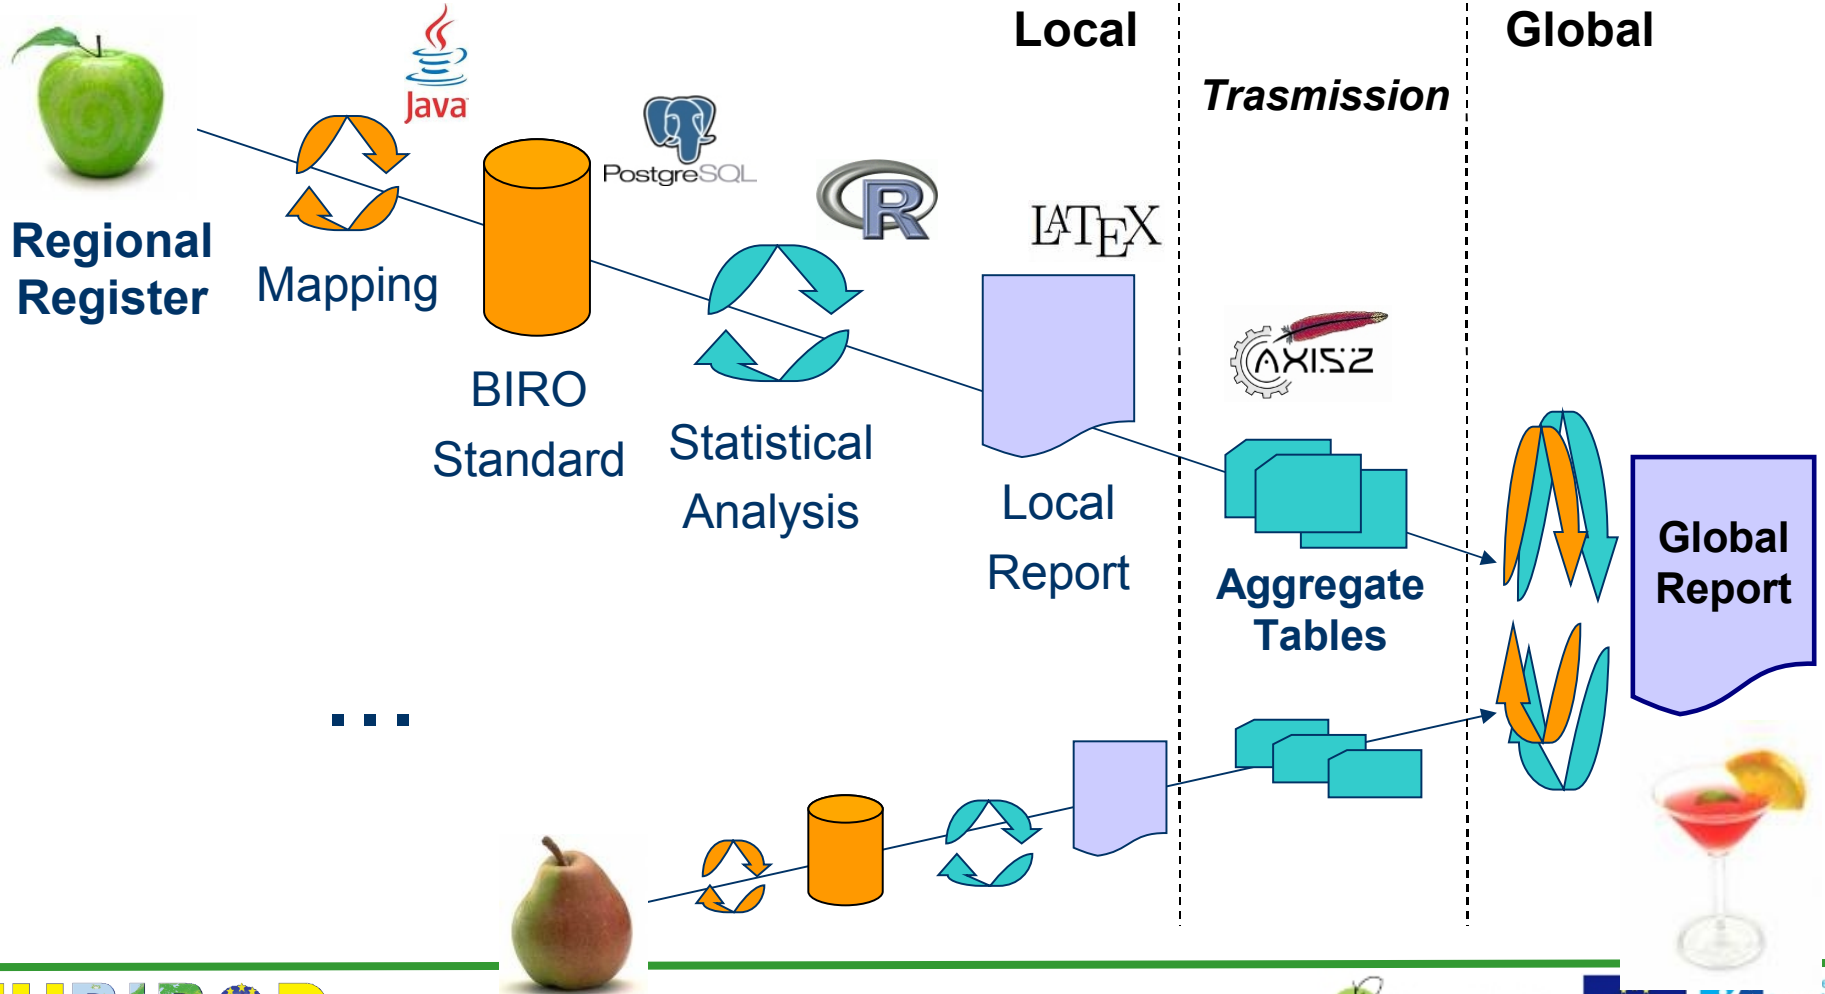 Local
Global
Trasmission
Java
PostgreSQL
R
LATEX
Regional
Register
Mapping
AXIS2
BIRO
Standard
Statistical
Analysis
Local
Report
Aggregate
Tables
Global
Report
...